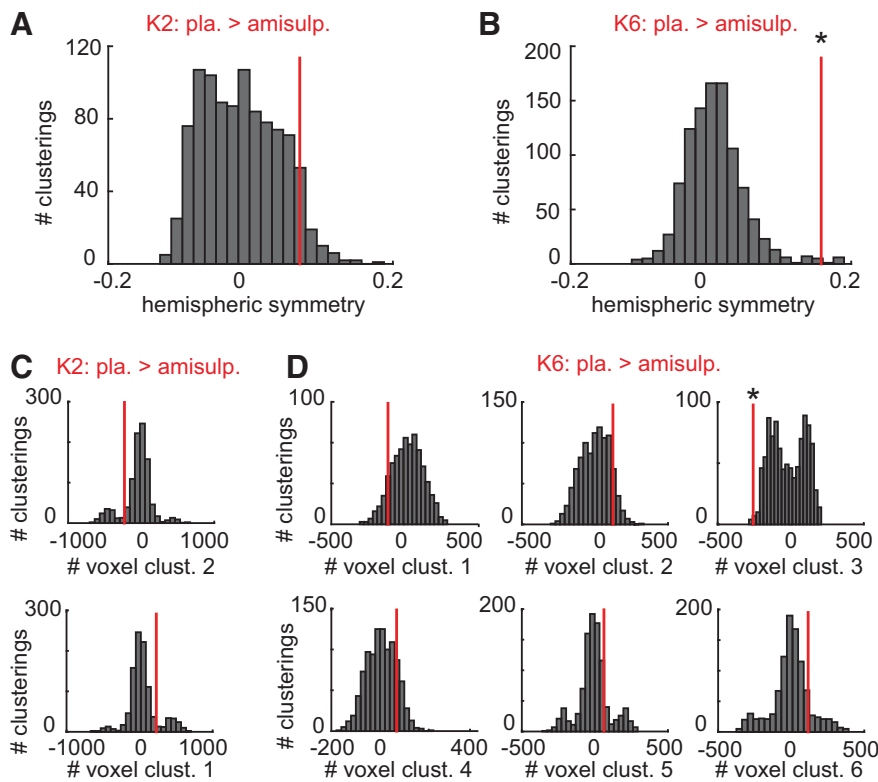 A
K2: pla. > amisulp.
120
80
40
0
# clusterings
-0.2
0
0.2
hemispheric symmetry
B
K6: pla. > amisulp.
*
200
150
100
50
0
# clusterings
-0.2
0
0.2
hemispheric symmetry
C
K2: pla. > amisulp.
300
0
# clusterings
-1000
0
1000
# voxel clust. 2
300
0
# clusterings
-1000
0
1000
# voxel clust. 1
D
K6: pla. > amisulp.
100
0
# clusterings
-500
0
500
# voxel clust. 1
150
0
-500
0
500
# voxel clust. 2
*
100
0
-500
0
500
# voxel clust. 3
150
0
# clusterings
-200
0
400
# voxel clust. 4
200
0
-500
0
500
# voxel clust. 5
200
0
-500
0
500
# voxel clust. 6